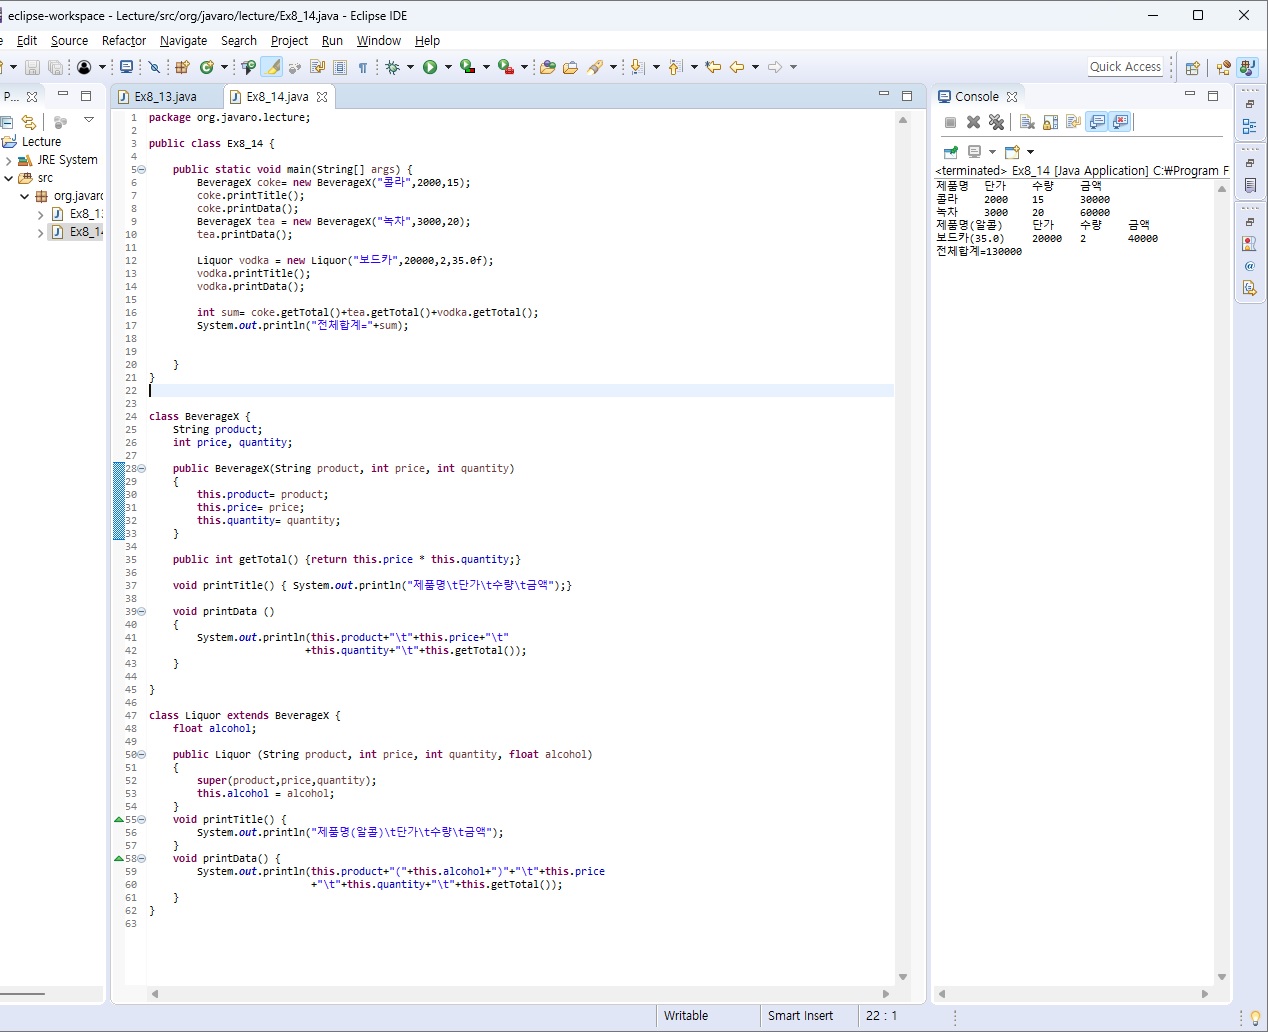 eclipse-workspace - Lecture/src/org/javaro/lecture/Ex8_14.java - Eclipse IDE
Edit Source Refactor Navigate Search Project Run Window Help
Quick Access
P...
Ex8_13.java
Ex8_14.java
Console
Lecture
JRE System
src
org.javaro
Ex8_13
Ex8_14
1 package org.javaro.lecture;
2
3 public class Ex8_14 {
4
5 public static void main(String[] args) {
6 BeverageX coke= new BeverageX("콜라",2000,15);
7 coke.printTitle();
8 coke.printData();
9 BeverageX tea = new BeverageX("녹차",3000,20);
10 tea.printData();
11
12 Liquor vodka = new Liquor("보드카",20000,2,35.0f);
13 vodka.printTitle();
14 vodka.printData();
15
16 int sum= coke.getTotal()+tea.getTotal()+vodka.getTotal();
17 System.out.println("전체합계="+sum);
18
19
20 }
21 }
22
23
24 class BeverageX {
25 String product;
26 int price, quantity;
27
28 public BeverageX(String product, int price, int quantity)
29 {
30 this.product= product;
31 this.price= price;
32 this.quantity= quantity;
33 }
34
35 public int getTotal() {return this.price * this.quantity;}
36
37 void printTitle() { System.out.println("제품명\t단가\t수량\t금액");}
38
39 void printData ()
40 {
41 System.out.println(this.product+"\t"+this.price+"\t"
42 +this.quantity+"\t"+this.getTotal());
43 }
44
45 }
46
47 class Liquor extends BeverageX {
48 float alcohol;
49
50 public Liquor (String product, int price, int quantity, float alcohol)
51 {
52 super(product,price,quantity);
53 this.alcohol = alcohol;
54 }
55 void printTitle() {
56 System.out.println("제품명(알콜)\t단가\t수량\t금액");
57 }
58 void printData() {
59 System.out.println(this.product+"("+this.alcohol+")"+"\t"+this.price
60 +"\t"+this.quantity+"\t"+this.getTotal());
61 }
62 }
63
<terminated> Ex8_14 [Java Application] C:₩Program F
제품명 단가 수량 금액
콜라 2000 15 30000
녹차 3000 20 60000
제품명(알콜) 단가 수량 금액
보드카(35.0) 20000 2 40000
전체합계=130000
Writable
Smart Insert
22 : 1